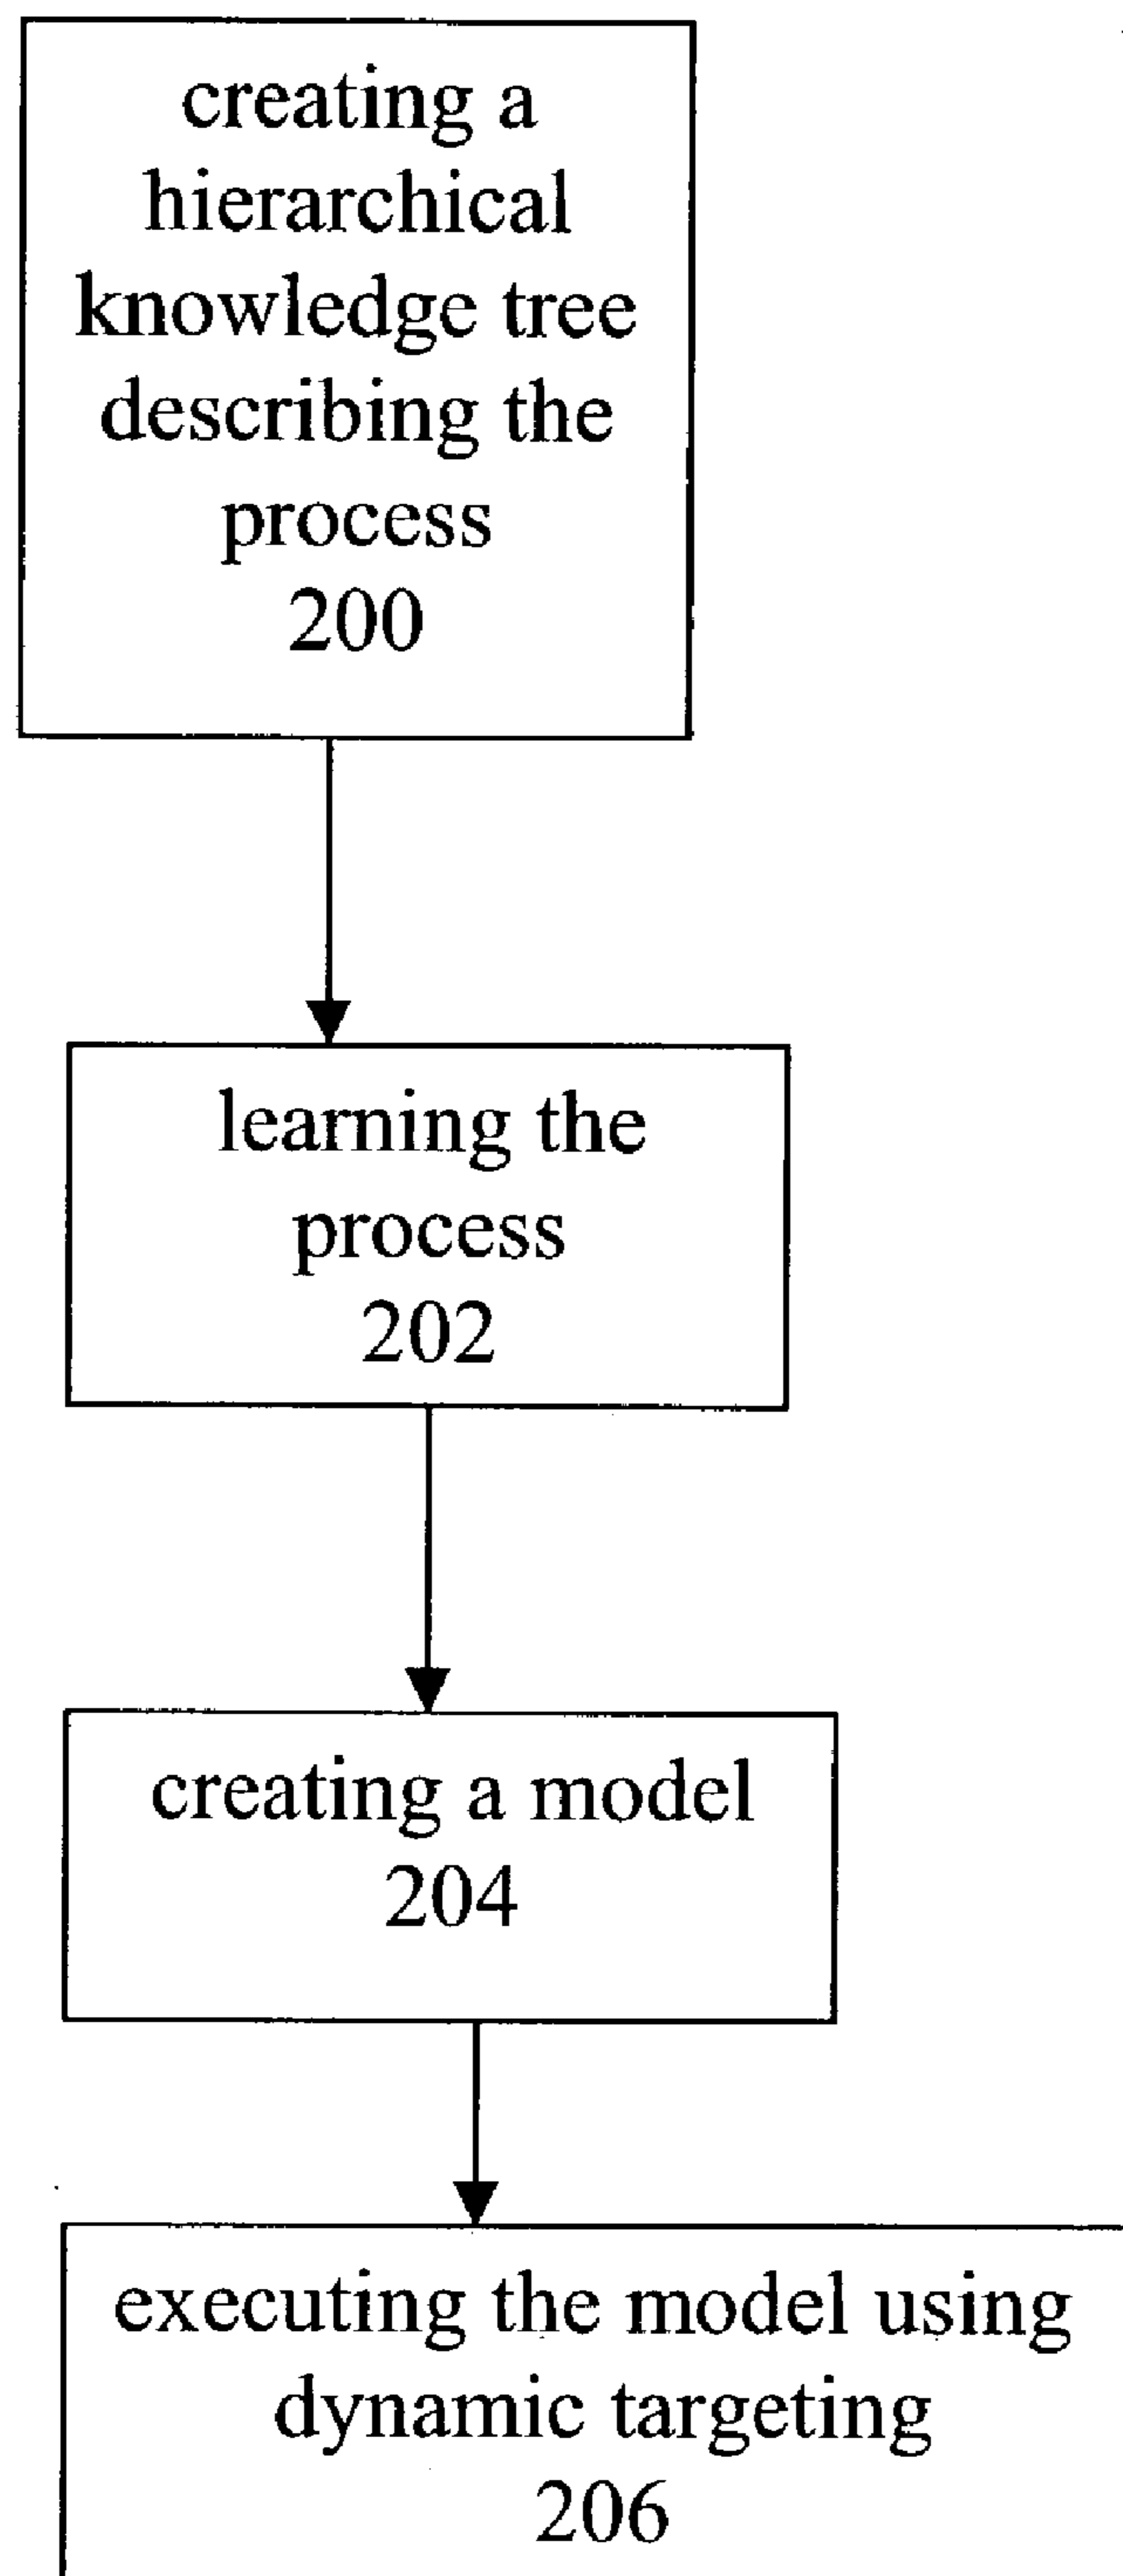 creating a
hierarchical
knowledge tree
describing the
process
200
learning the
process
202
creating a model
204
executing the model using
dynamic targeting
206